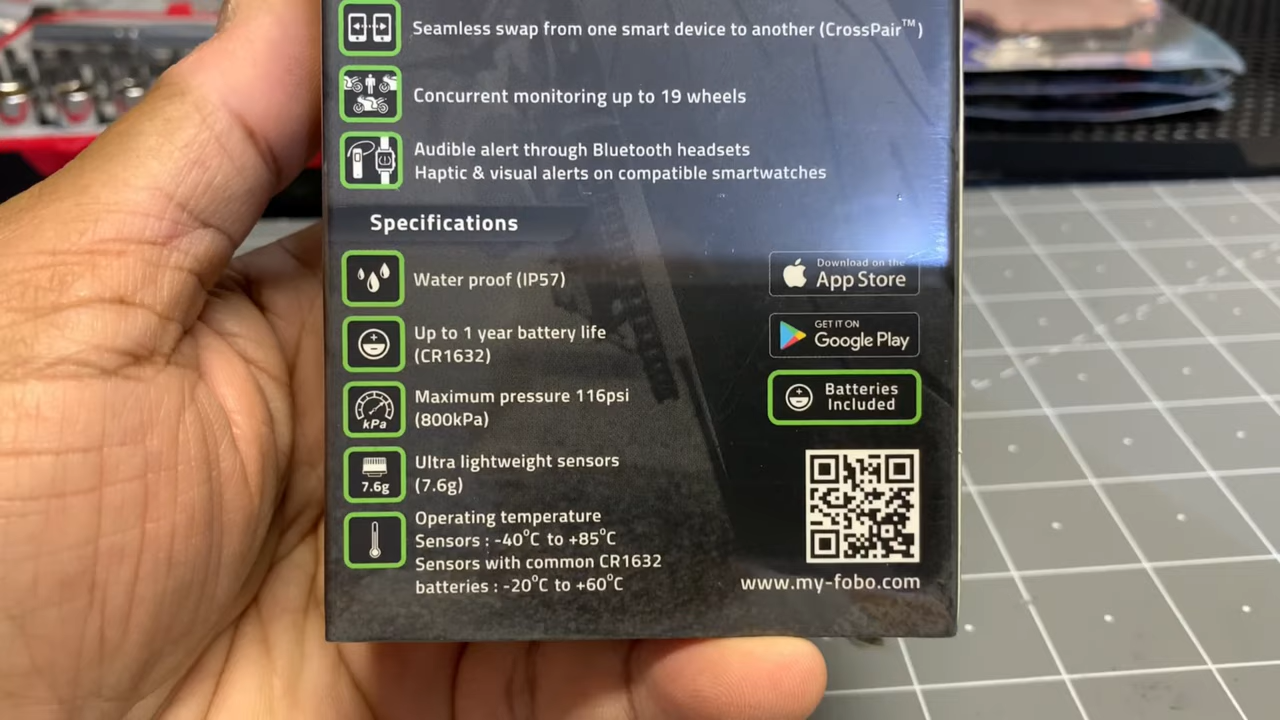 Seamless swap from one smart device to another (CrossPair™)
Concurrent monitoring up to 19 wheels
Audible alert through Bluetooth headsets
Haptic & visual alerts on compatible smartwatches
Specifications
Water proof (IP57)
Up to 1 year battery life
(CR1632)
kPa
Maximum pressure 116psi
(800kPa)
7.6g
Ultra lightweight sensors
(7.6g)
Operating temperature
Sensors : -40°C to +85°C
Sensors with common CR1632
batteries : -20°C to +60°C
Download on the
App Store
GET IT ON
Google Play
Batteries
Included
www.my-fobo.com